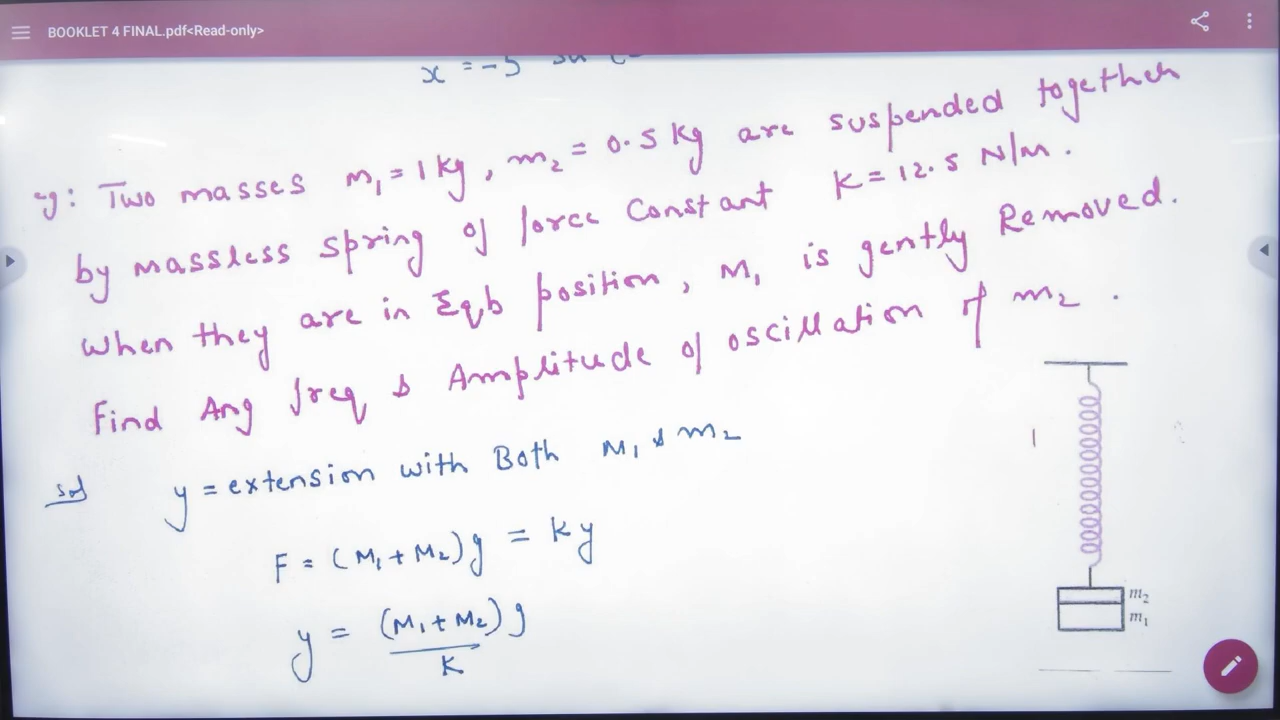 BOOKLET 4 FINAL.pdf<Read-only>
x = -5
eg: Two masses m₁ = 1 kg, m₂ = 0.5 kg are suspended together
by massless spring of force Constant K = 12.5 N/m.
When they are in Eqb position, M₁ is gently Removed.
Find Ang freq & Amplitude of oscillation of m₂.
Sol y = extension with Both M₁ & m₂
F = (M₁ + M₂)g = ky
y = (M₁ + M₂)g
K
m₂
m₁